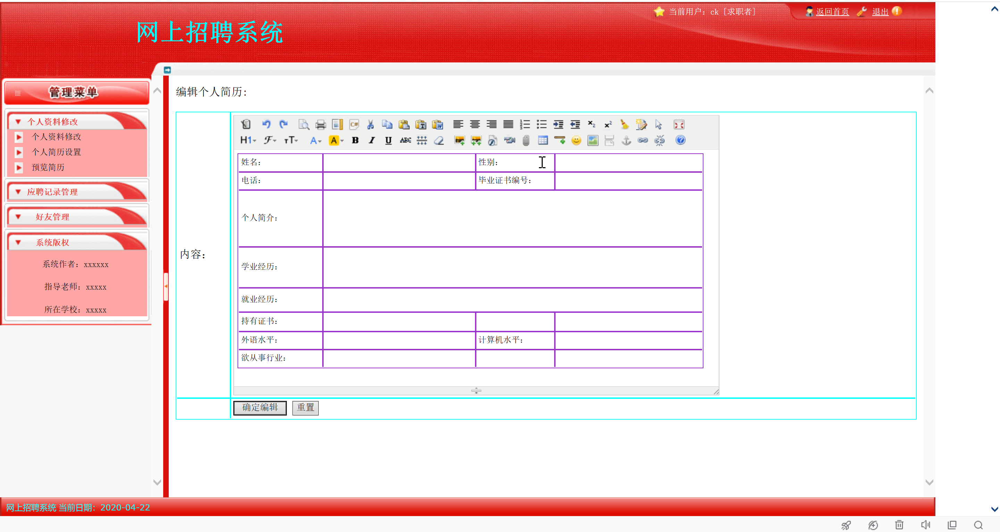 当前用户：ck [求职者]
返回首页
退出
网上招聘系统
管理菜单
个人资料修改
个人资料修改
个人简历设置
预览简历
应聘记录管理
好友管理
系统版权
系统作者：xxxxxx
指导老师：xxxxx
所在学校：xxxxx
编辑个人简历：
内容：
C#
T
W
x₂
x²
H1
F
тT
A
A
B
I
U
ABC
姓名：
性别：
电话：
毕业证书编号：
个人简介：
学业经历：
就业经历：
持有证书：
外语水平：
计算机水平：
欲从事行业：
确定编辑
重置
网上招聘系统 当前日期：2020-04-22